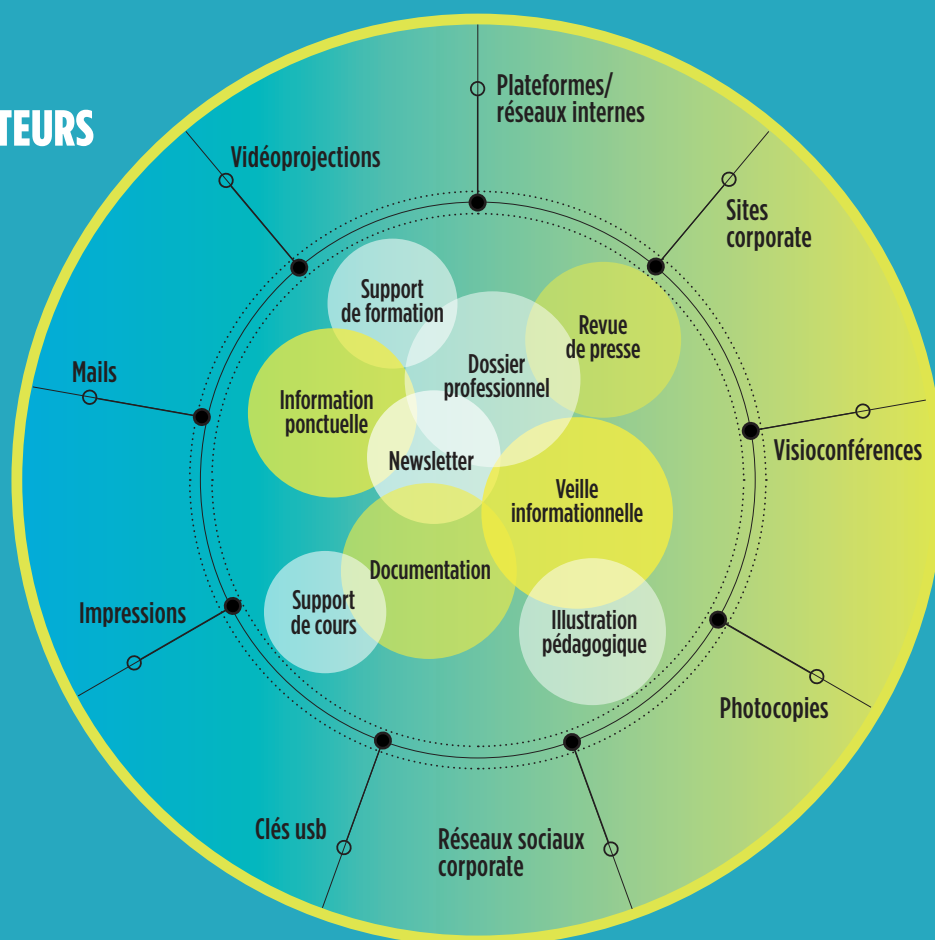 TEURS
Plateformes/
réseaux internes
Vidéoprojections
Sites
corporate
Support
de formation
Revue
de presse
Dossier
professionnel
Mails
Information
ponctuelle
Visioconférences
Newsletter
Veille
informationnelle
Documentation
Impressions
Support
de cours
Illustration
pédagogique
Photocopies
Clés usb
Réseaux sociaux
corporate